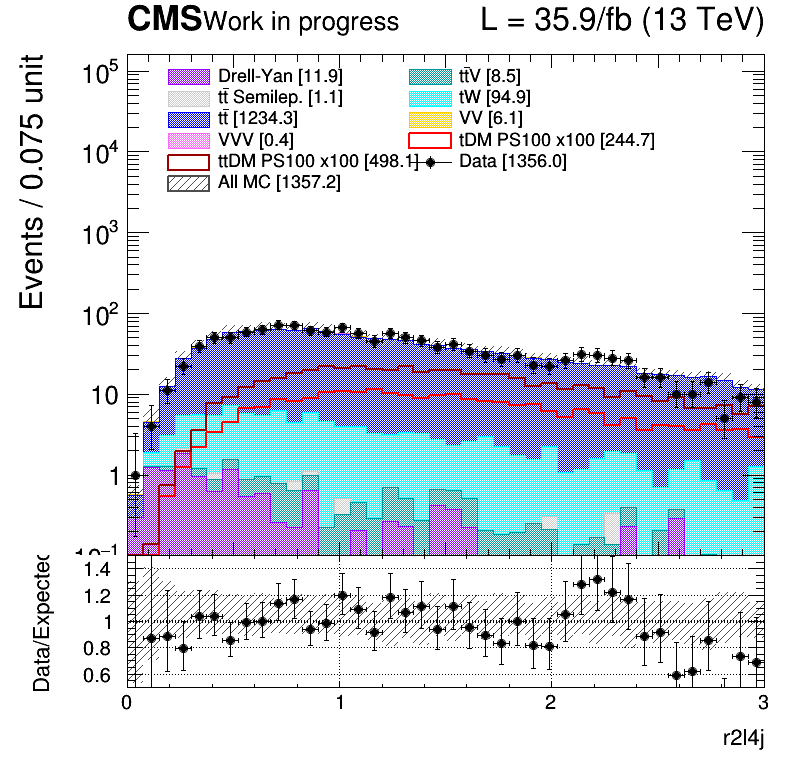 CMS Work in progress L = 35.9/fb (13 TeV)
Events / 0.075 unit
10⁵
10⁴
10³
10²
10
1
10⁻¹
Drell-Yan [11.9]
tt̄V [8.5]
tt̄ Semilep. [1.1]
tW [94.9]
tt̄ [1234.3]
VV [6.1]
VVV [0.4]
tDM PS100 x100 [244.7]
ttDM PS100 x100 [498.1]
Data [1356.0]
All MC [1357.2]
Data/Expected
1.4
1.2
1
0.8
0.6
0 1 2 3
r2l4j